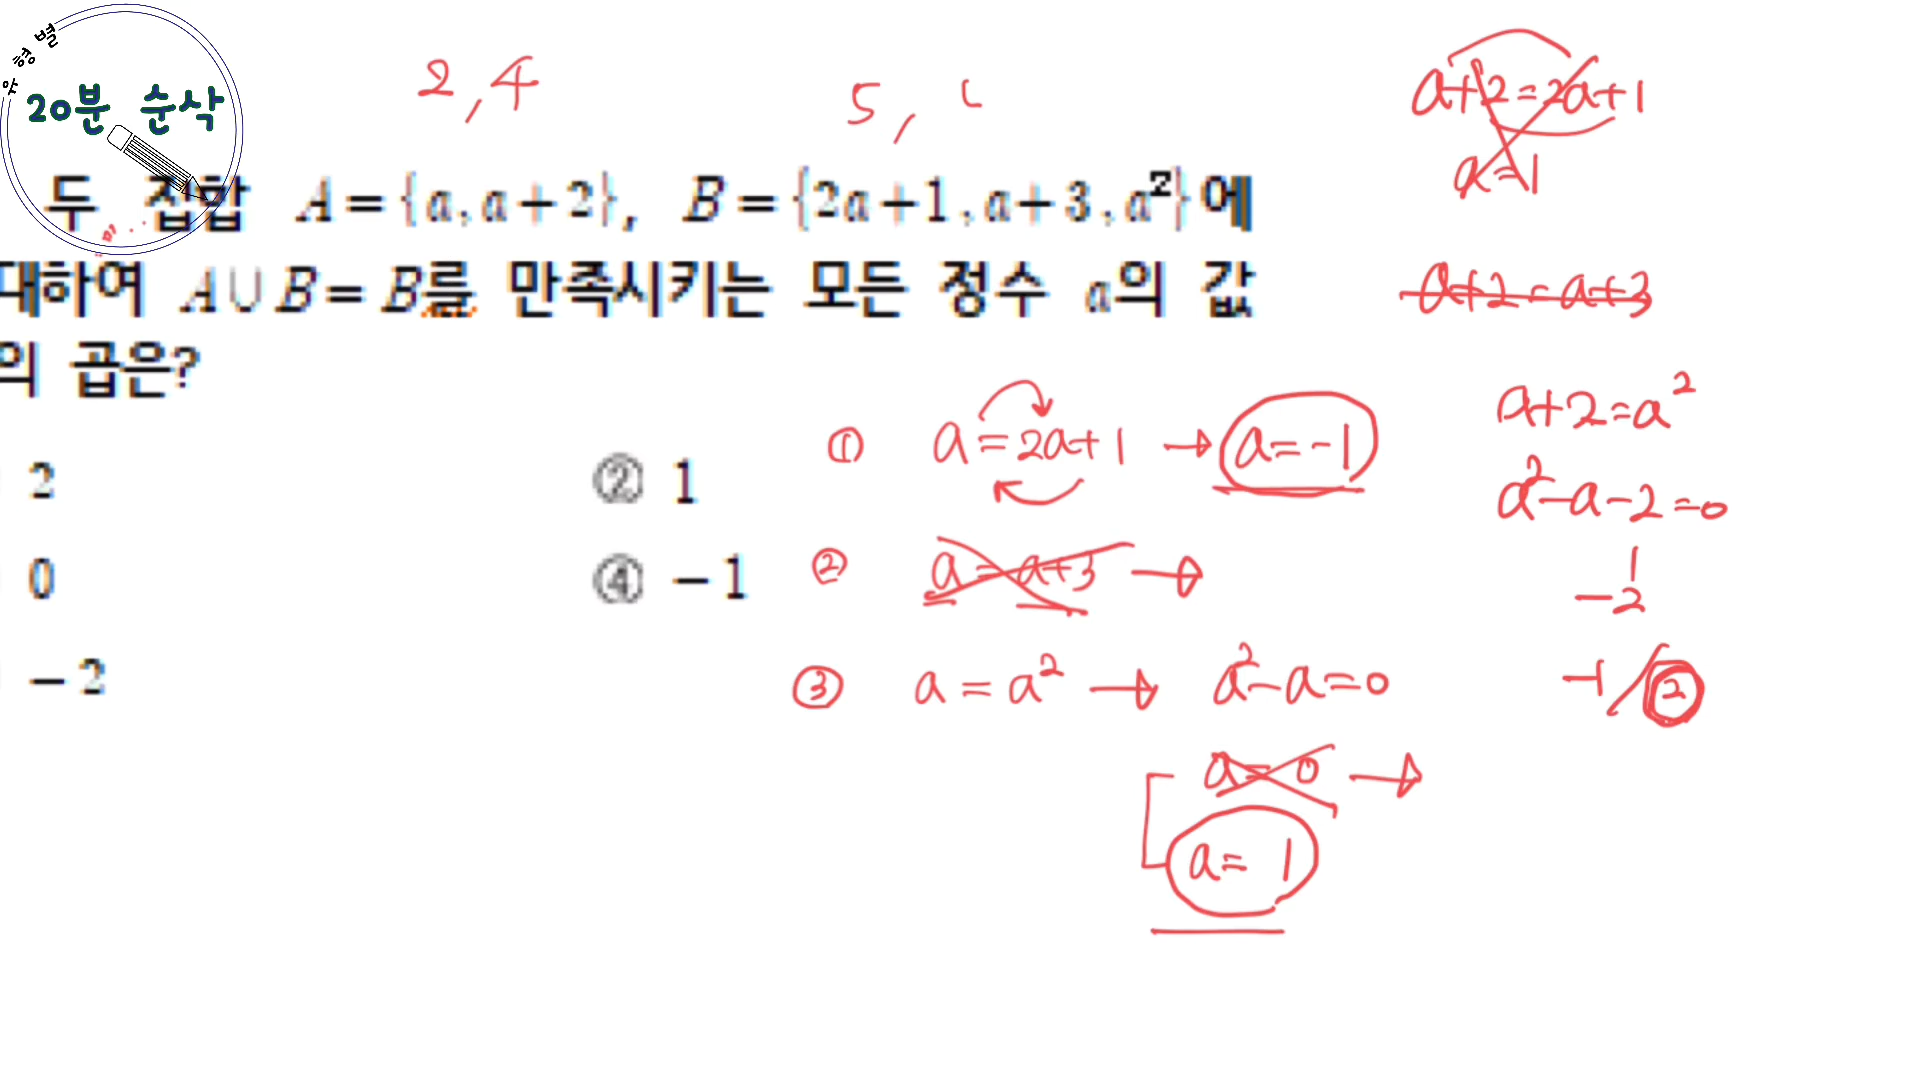 유형별
20분 순삭
2, 4
5,
두 집합 A = {a, a+2}, B = {2a+1, a+3, a²}에
대하여 A∪B = B를 만족시키는 모든 정수 a의 값
의 곱은?
2
② 1
0
④ -1
-2
① a = 2a+1 → a = -1
② a = a+3 →
③ a = a² → a²-a=0
a = 0 →
a = 1
a+2=2a+1
a=1
a+2=a+3
a+2=a²
a²-a-2=0
1
-2
-1 2